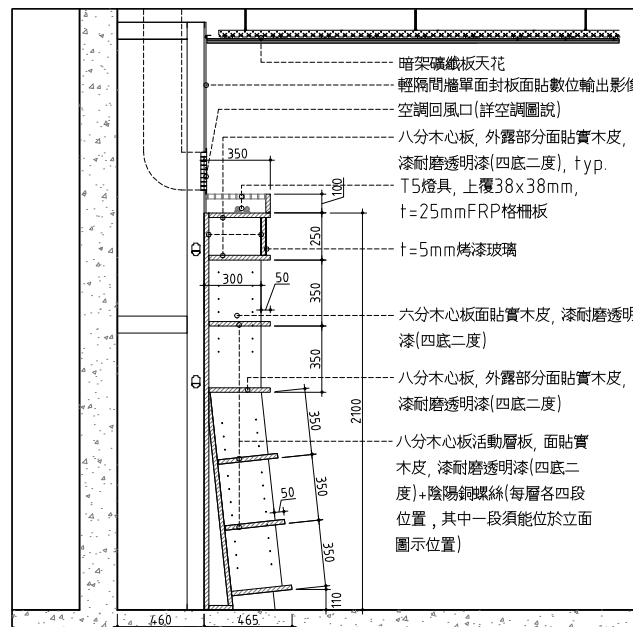 暗架礦纖板天花
輕隔間牆單面封板面貼數位輸出影像
空調回風口(詳空調圖說)
八分木心板, 外露部分面貼實木皮,
漆耐磨透明漆(四底二度), typ.
T5燈具, 上覆38x38mm,
t=25mmFRP格柵板
t=5mm烤漆玻璃
六分木心板面貼實木皮, 漆耐磨透明
漆(四底二度)
八分木心板, 外露部分面貼實木皮,
漆耐磨透明漆(四底二度)
八分木心板活動層板, 面貼實
木皮, 漆耐磨透明漆(四底二
度)+陰陽銅螺絲(每層各四段
位置, 其中一段須能位於立面
圖示位置)
350
100
250
300
50
350
350
2100
350
50
350
350
110
460
465